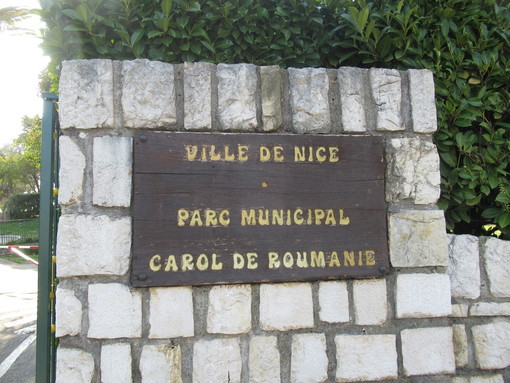 VILLE DE NICE
PARC MUNICIPAL
CAROL DE ROUMANIE